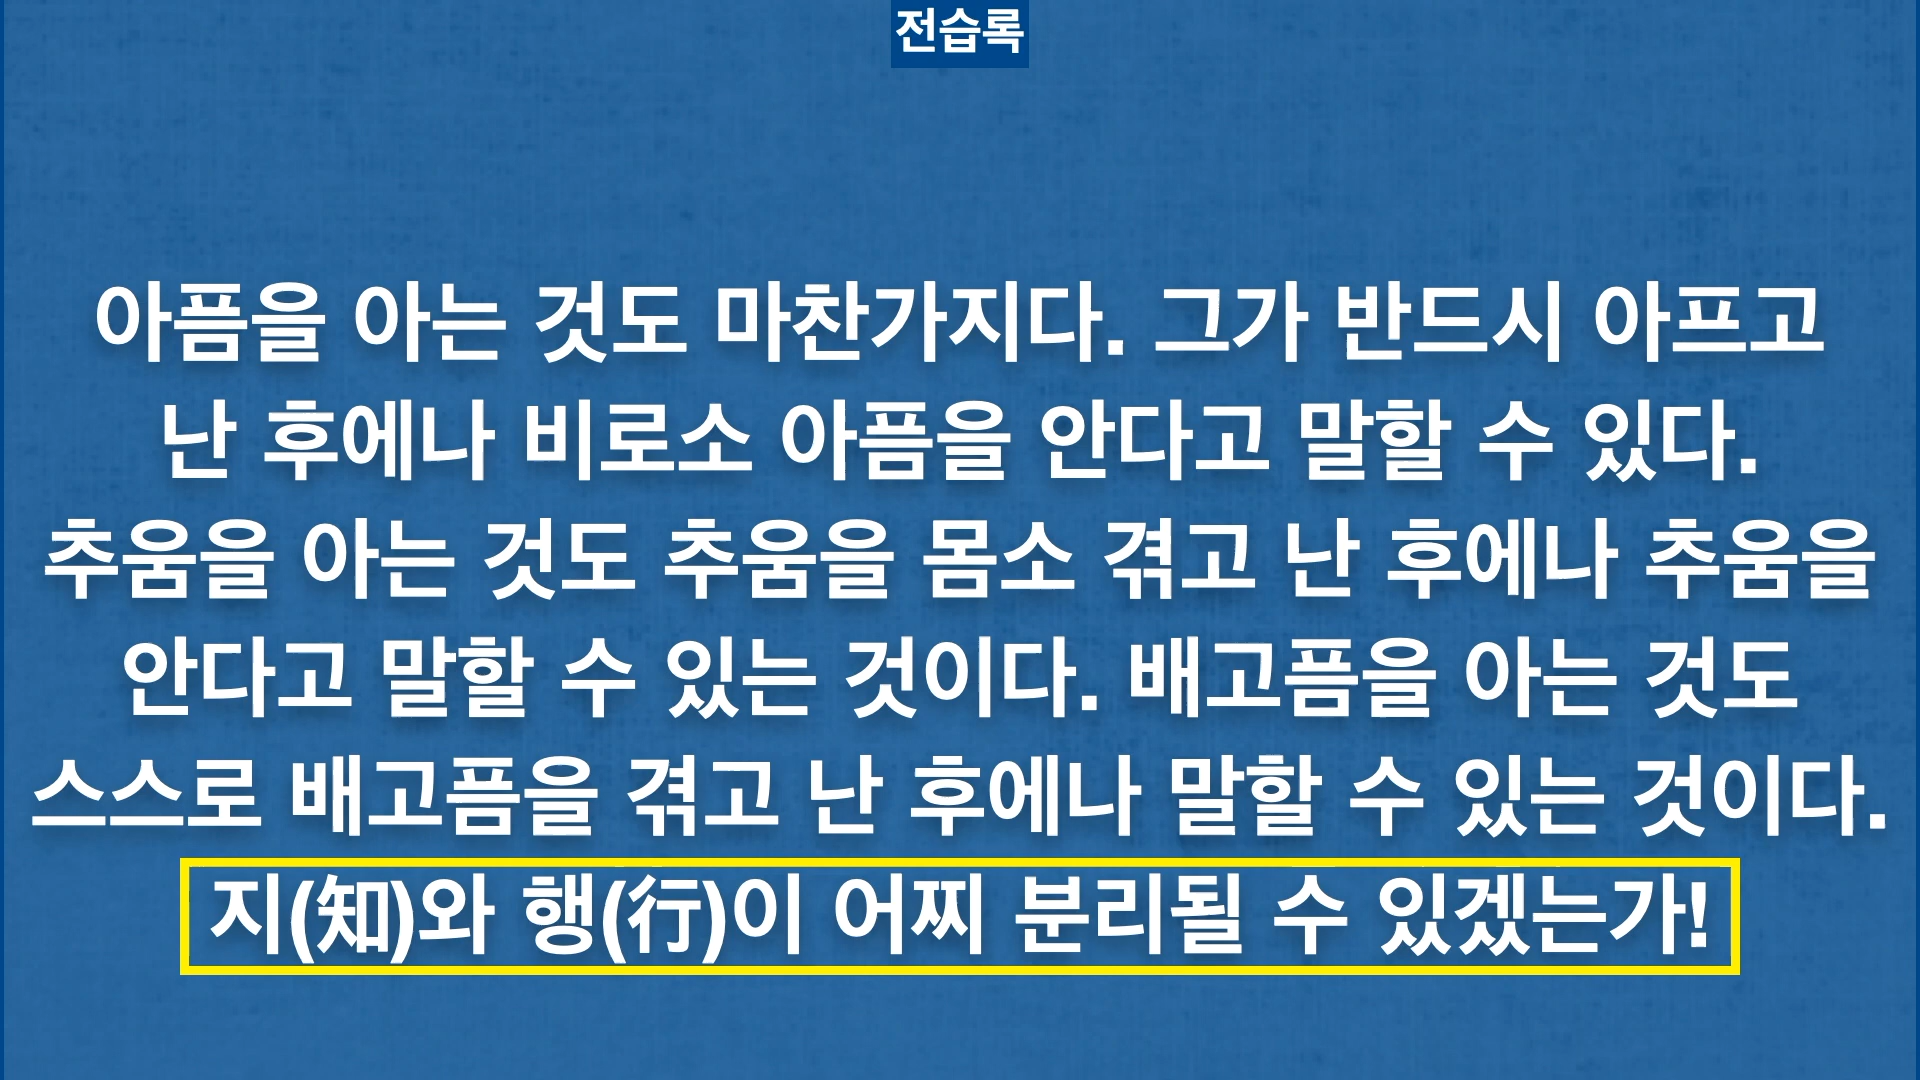 전습록
아픔을 아는 것도 마찬가지다. 그가 반드시 아프고
난 후에나 비로소 아픔을 안다고 말할 수 있다.
추움을 아는 것도 추움을 몸소 겪고 난 후에나 추움을
안다고 말할 수 있는 것이다. 배고픔을 아는 것도
스스로 배고픔을 겪고 난 후에나 말할 수 있는 것이다.
지(知)와 행(行)이 어찌 분리될 수 있겠는가!